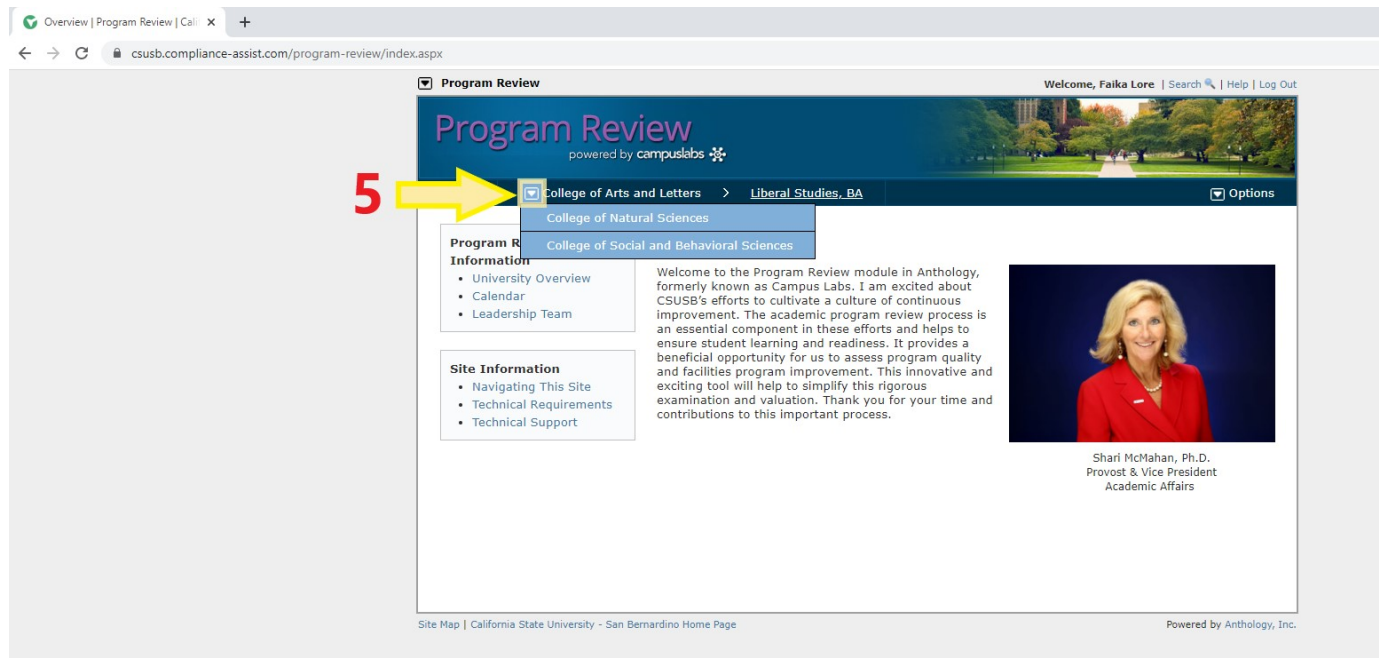 Overview | Program Review | Cali
csusb.compliance-assist.com/program-review/index.aspx
Program Review
Welcome, Faika Lore | Search | Help | Log Out
Program Review
powered by campuslabs
5
College of Arts and Letters > Liberal Studies, BA
Options
College of Natural Sciences
College of Social and Behavioral Sciences
Program R
Information
• University Overview
• Calendar
• Leadership Team
Site Information
• Navigating This Site
• Technical Requirements
• Technical Support
Welcome to the Program Review module in Anthology,
formerly known as Campus Labs. I am excited about
CSUSB's efforts to cultivate a culture of continuous
improvement. The academic program review process is
an essential component in these efforts and helps to
ensure student learning and readiness. It provides a
beneficial opportunity for us to assess program quality
and facilities program improvement. This innovative and
exciting tool will help to simplify this rigorous
examination and valuation. Thank you for your time and
contributions to this important process.
Shari McMahan, Ph.D.
Provost & Vice President
Academic Affairs
Site Map | California State University - San Bernardino Home Page
Powered by Anthology, Inc.